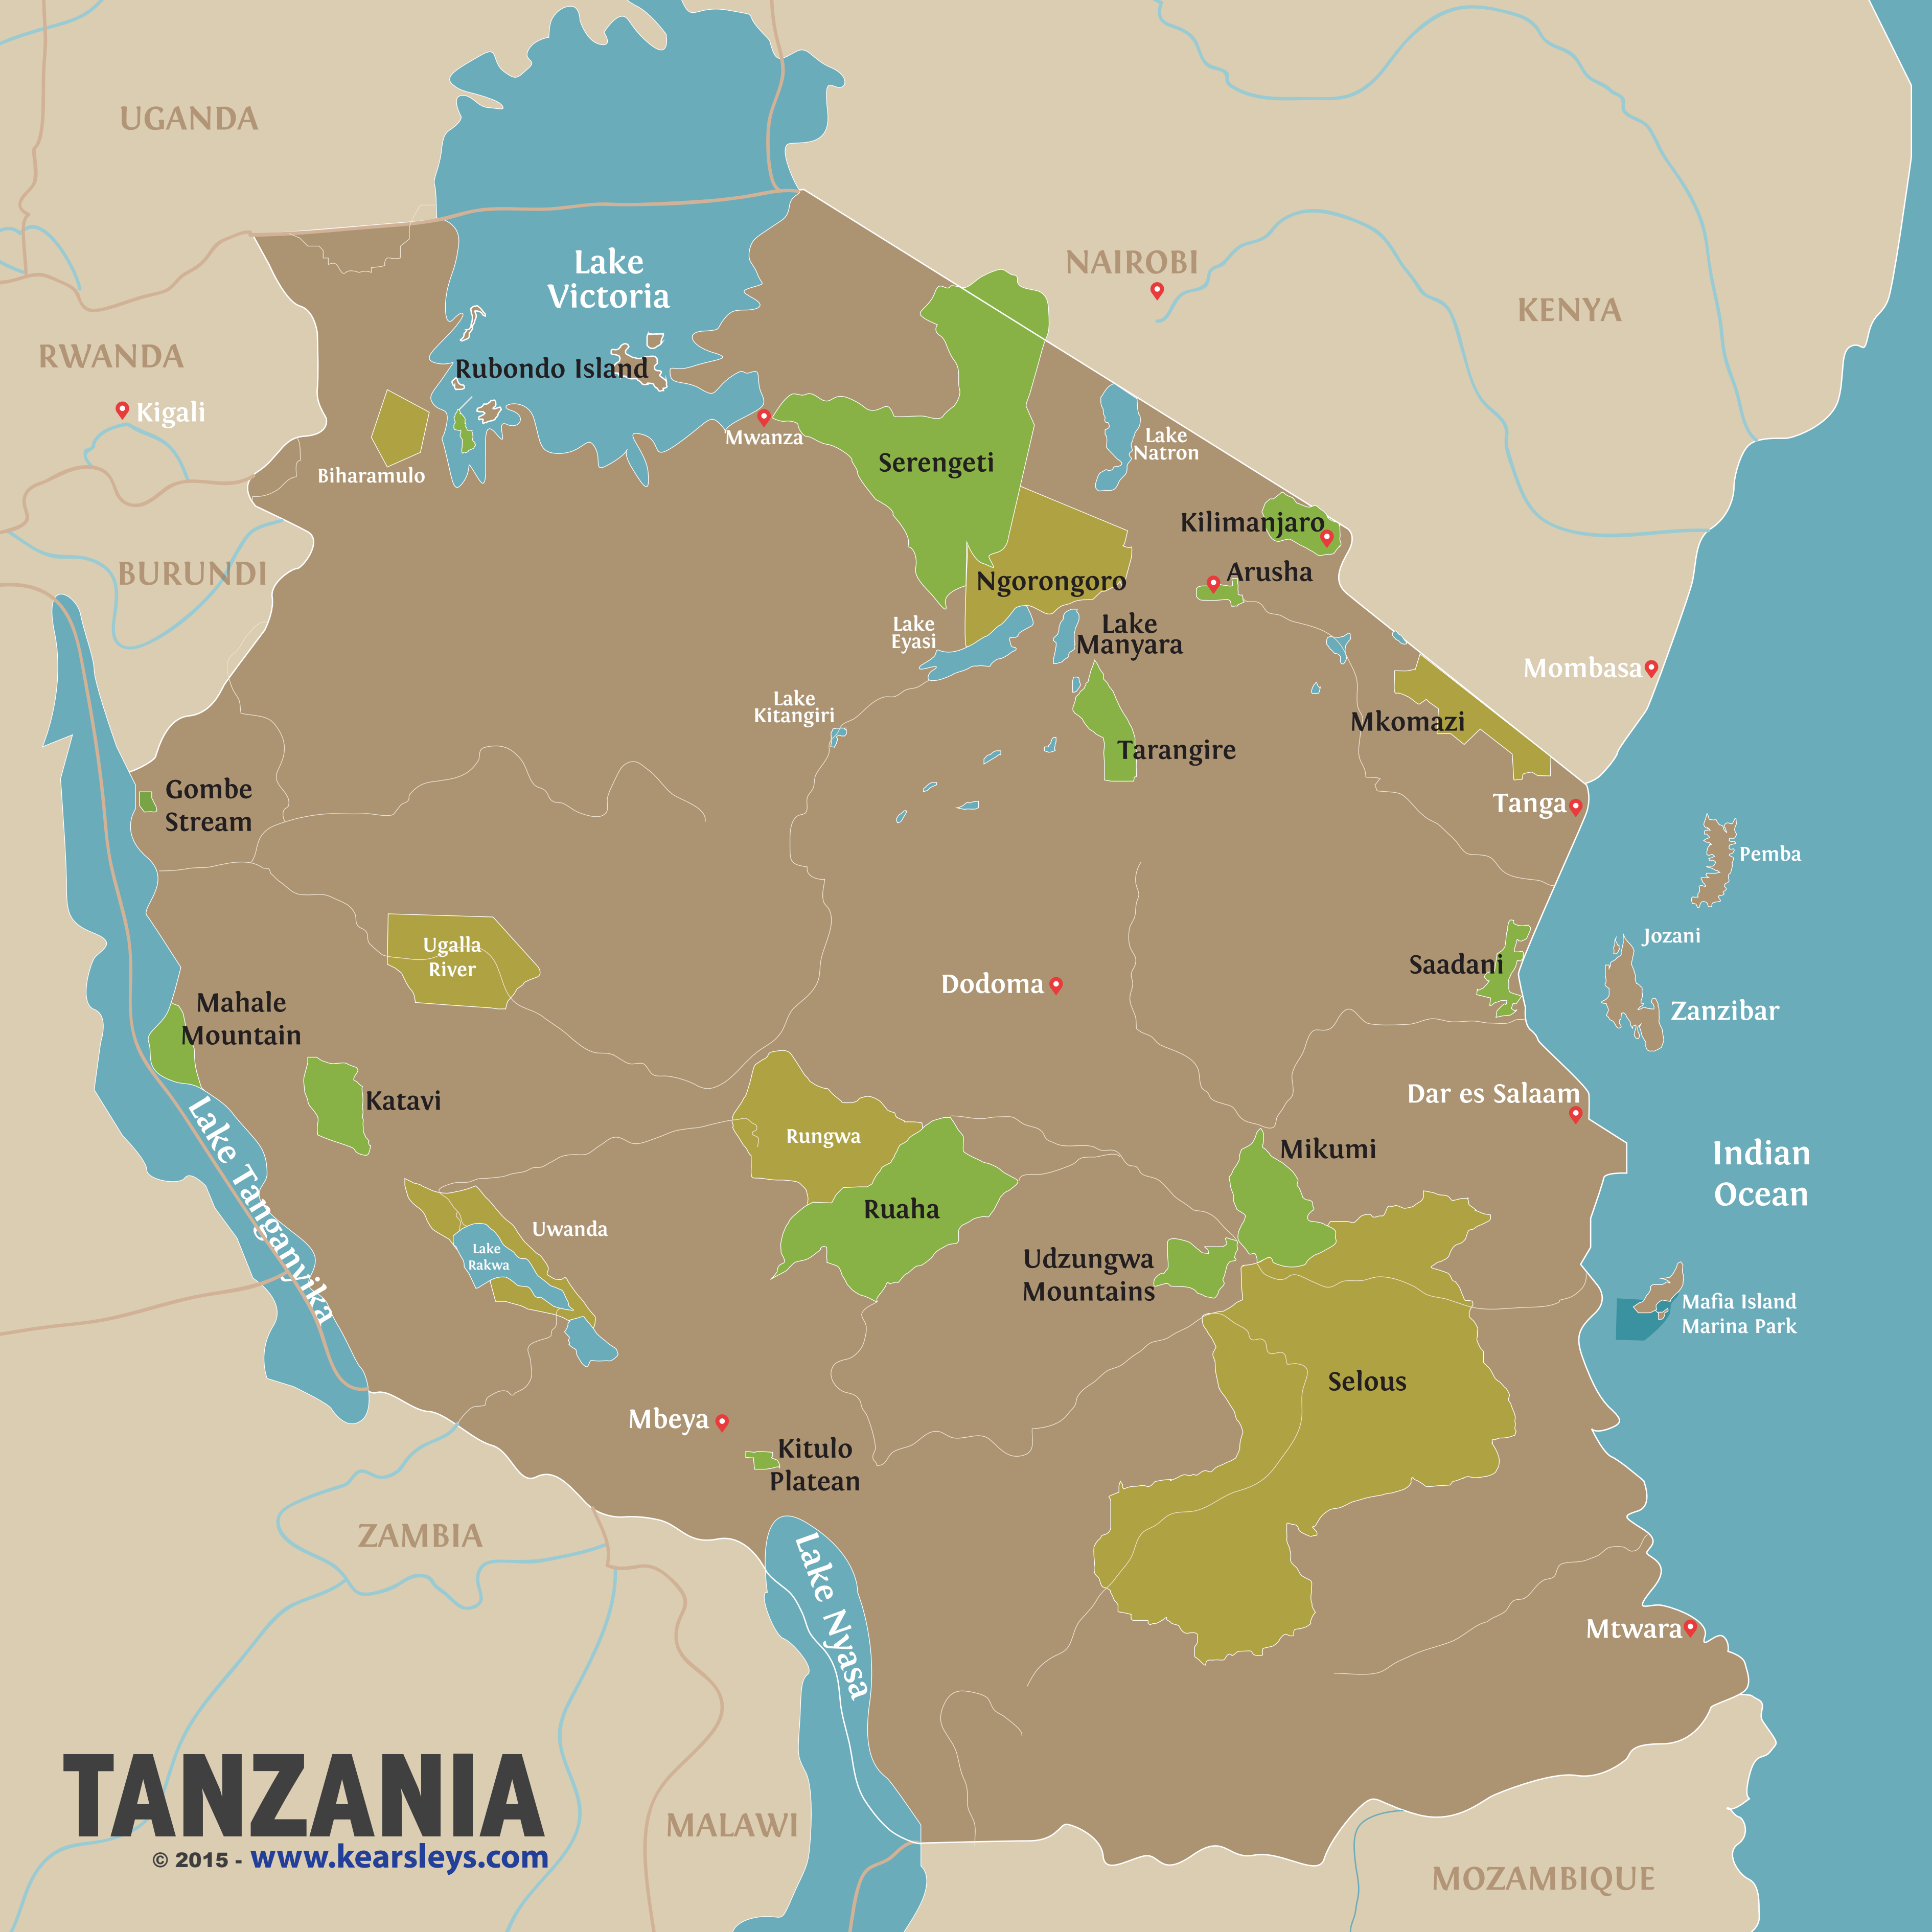 UGANDA
Lake
Victoria
NAIROBI
KENYA
RWANDA
Rubondo Island
Kigali
Mwanza
Biharamulo
Serengeti
Lake
Natron
Kilimanjaro
BURUNDI
Ngorongoro
Arusha
Lake
Eyasi
Lake
Manyara
Mombasa
Lake
Kitangiri
Mkomazi
Tarangire
Gombe
Stream
Tanga
Pemba
Ugalla
River
Jozani
Saadani
Dodoma
Mahale
Mountain
Zanzibar
Katavi
Dar es Salaam
Rungwa
Mikumi
Indian
Ocean
Lake Tanganyika
Ruaha
Uwanda
Lake
Rakwa
Udzungwa
Mountains
Mafia Island
Marina Park
Selous
Mbeya
Kitulo
Platean
ZAMBIA
Lake Nyasa
Mtwara
TANZANIA
© 2015 - www.kearsleys.com
MALAWI
MOZAMBIQUE